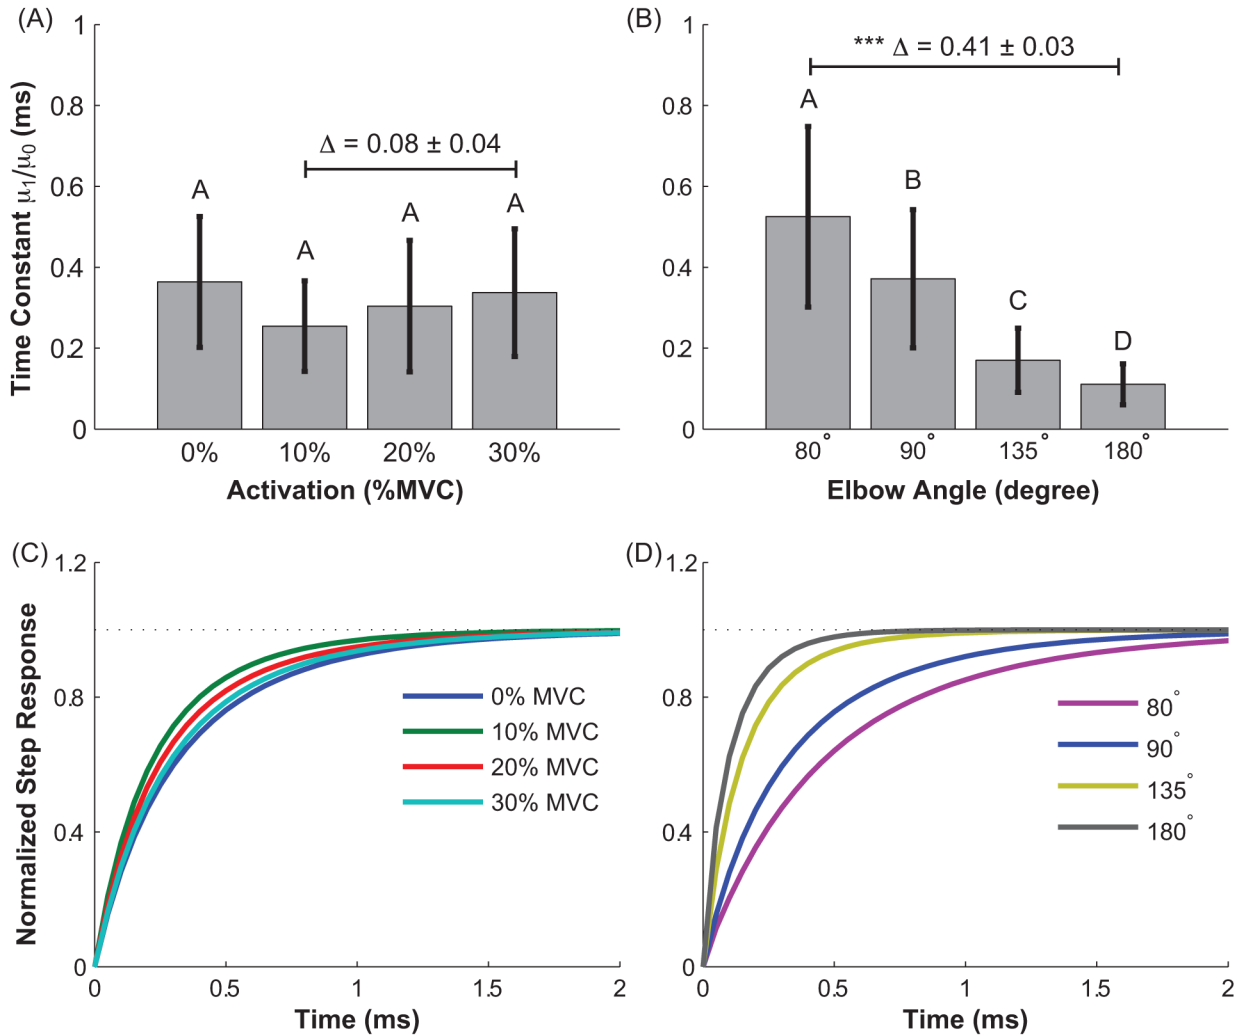 (A)
1
0.8
0.6
0.4
0.2
0
Time Constant μ1/μ0 (ms)
Δ = 0.08 ± 0.04
A
A
A
A
0%
10%
20%
30%
Activation (%MVC)
(B)
1
0.8
0.6
0.4
0.2
0
*** Δ = 0.41 ± 0.03
A
B
C
D
80°
90°
135°
180°
Elbow Angle (degree)
(C)
1.2
0.8
0.4
0
Normalized Step Response
0% MVC
10% MVC
20% MVC
30% MVC
0
0.5
1
1.5
2
Time (ms)
(D)
1.2
0.8
0.4
0
80°
90°
135°
180°
0
0.5
1
1.5
2
Time (ms)